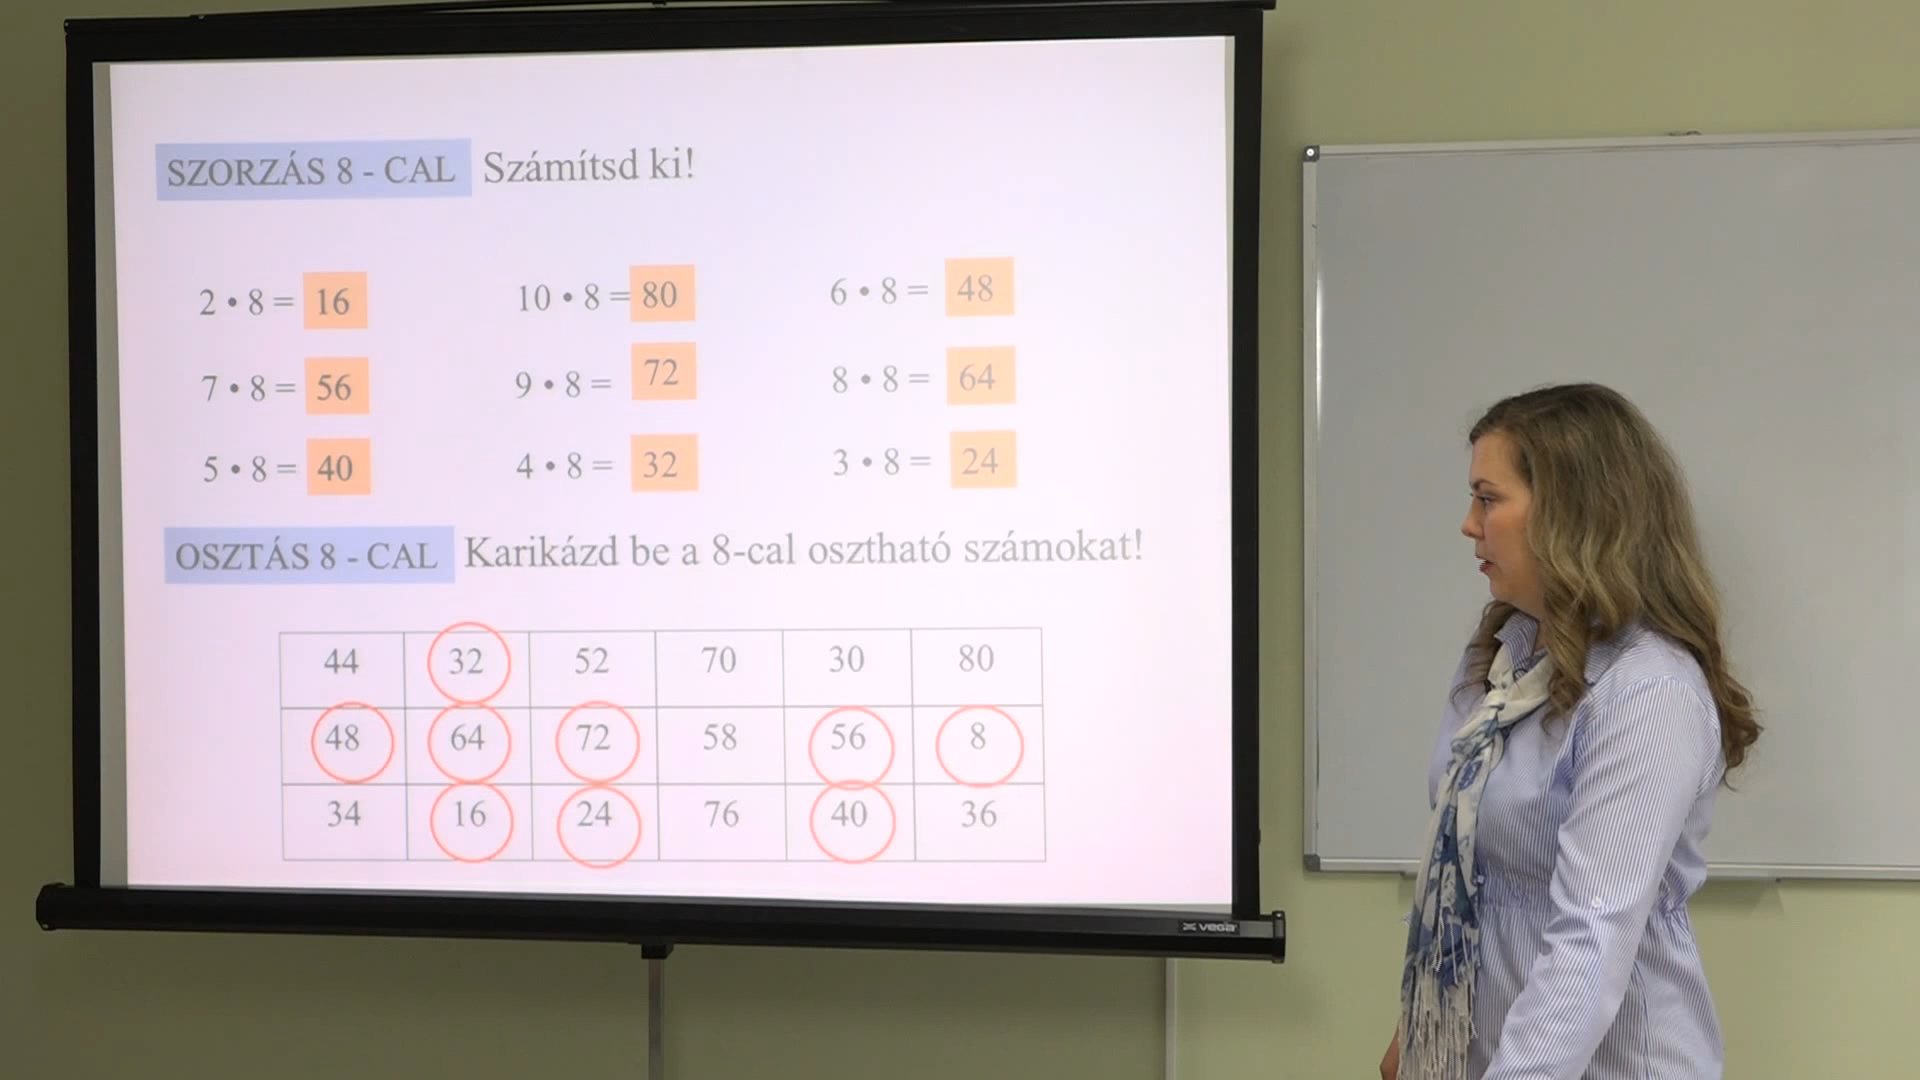 SZORZÁS 8 - CAL Számítsd ki!
2 • 8 = 16 10 • 8 = 80 6 • 8 = 48
7 • 8 = 56 9 • 8 = 72 8 • 8 = 64
5 • 8 = 40 4 • 8 = 32 3 • 8 = 24
OSZTÁS 8 - CAL Karikázd be a 8-cal osztható számokat!
44 32 52 70 30 80
48 64 72 58 56 8
34 16 24 76 40 36
vega